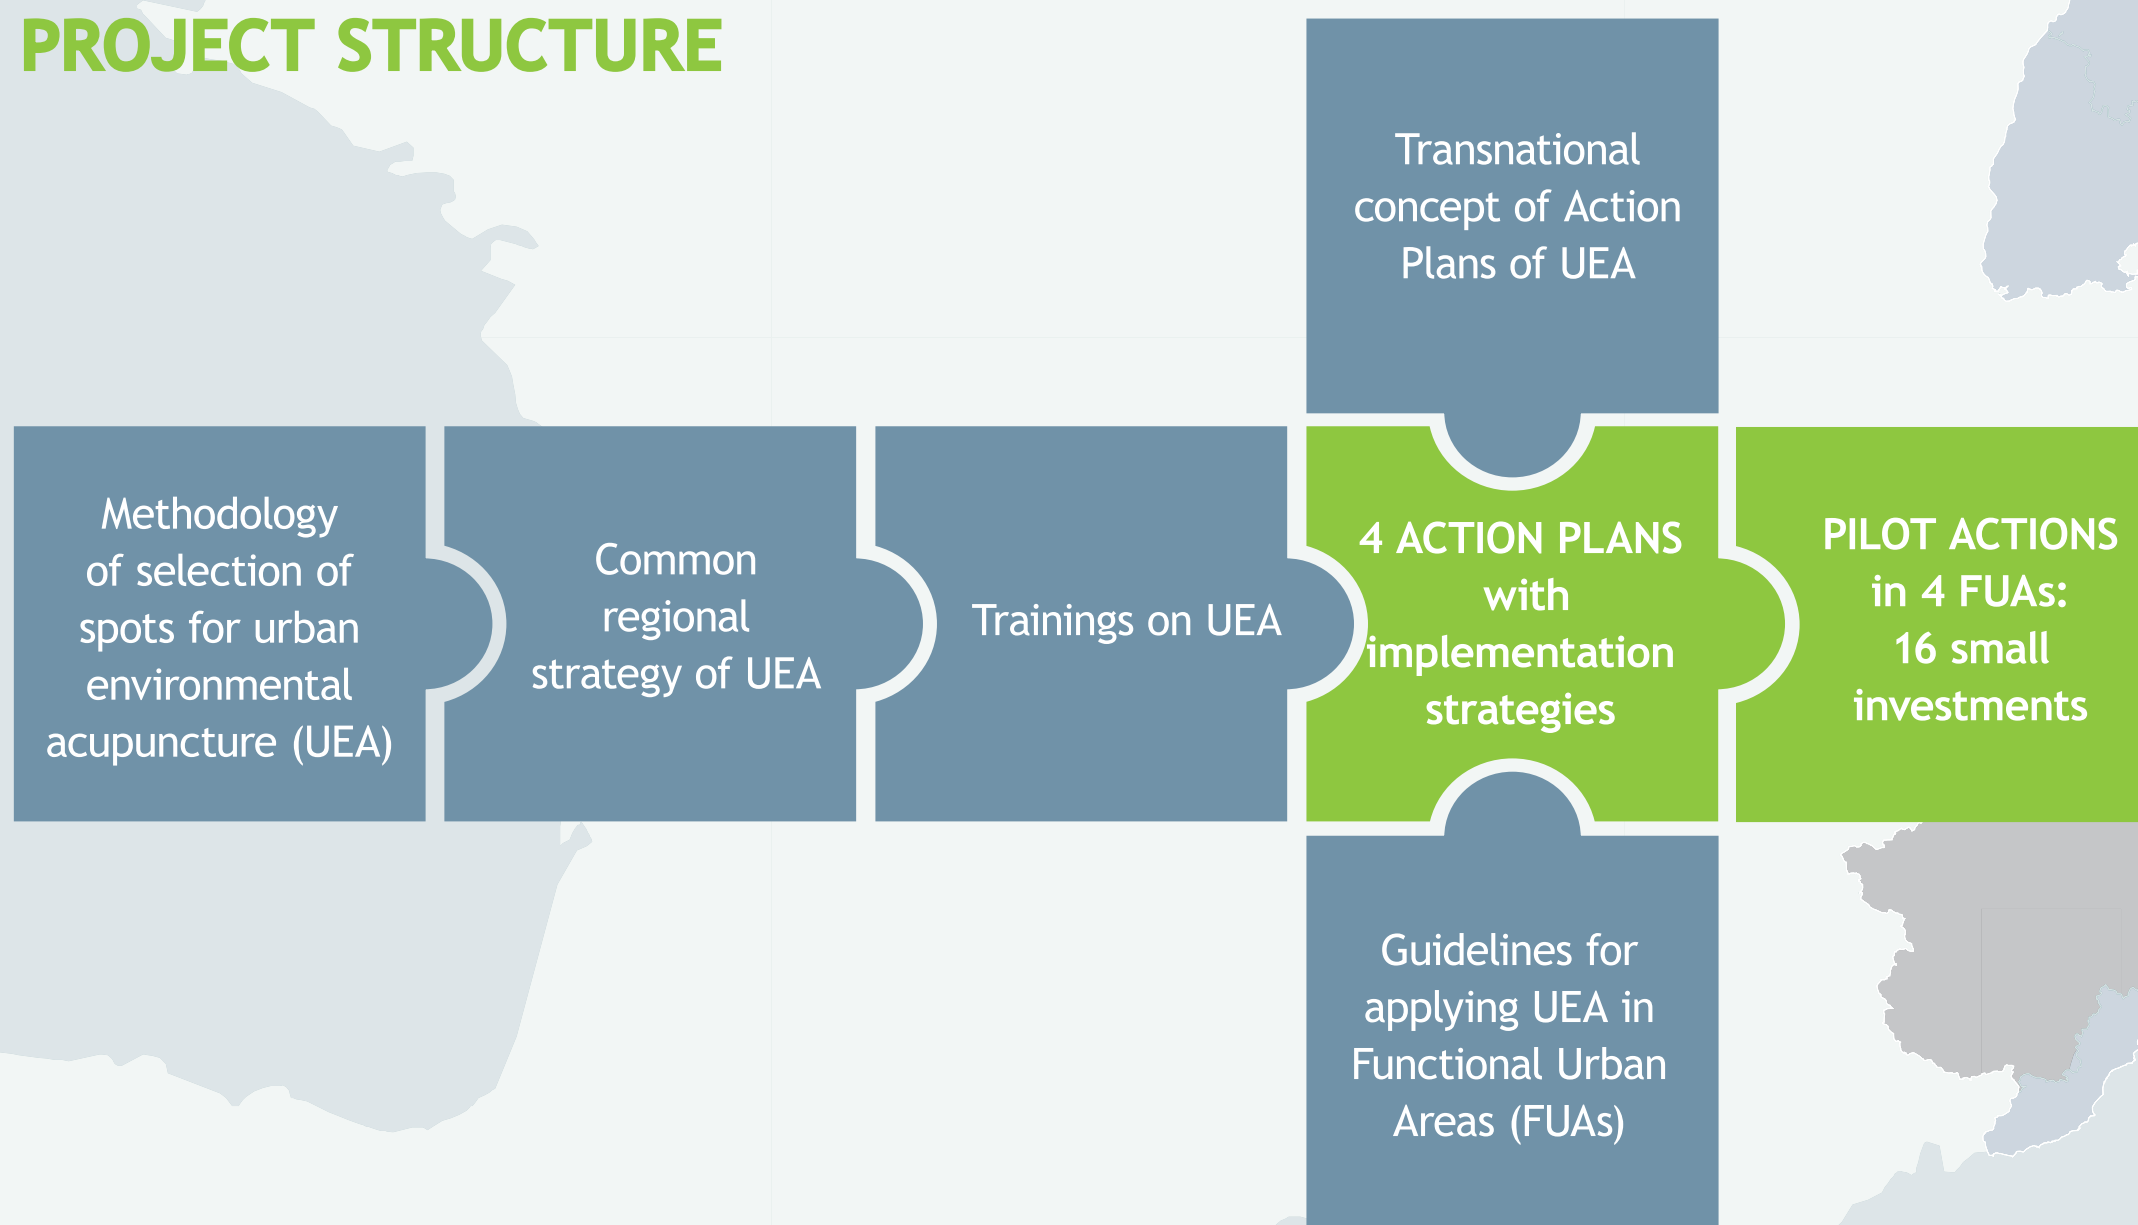 PROJECT STRUCTURE
Transnational
concept of Action
Plans of UEA
Methodology
of selection of
spots for urban
environmental
acupuncture (UEA)
Common
regional
strategy of UEA
Trainings on UEA
4 ACTION PLANS
with
implementation
strategies
PILOT ACTIONS
in 4 FUAs:
16 small
investments
Guidelines for
applying UEA in
Functional Urban
Areas (FUAs)